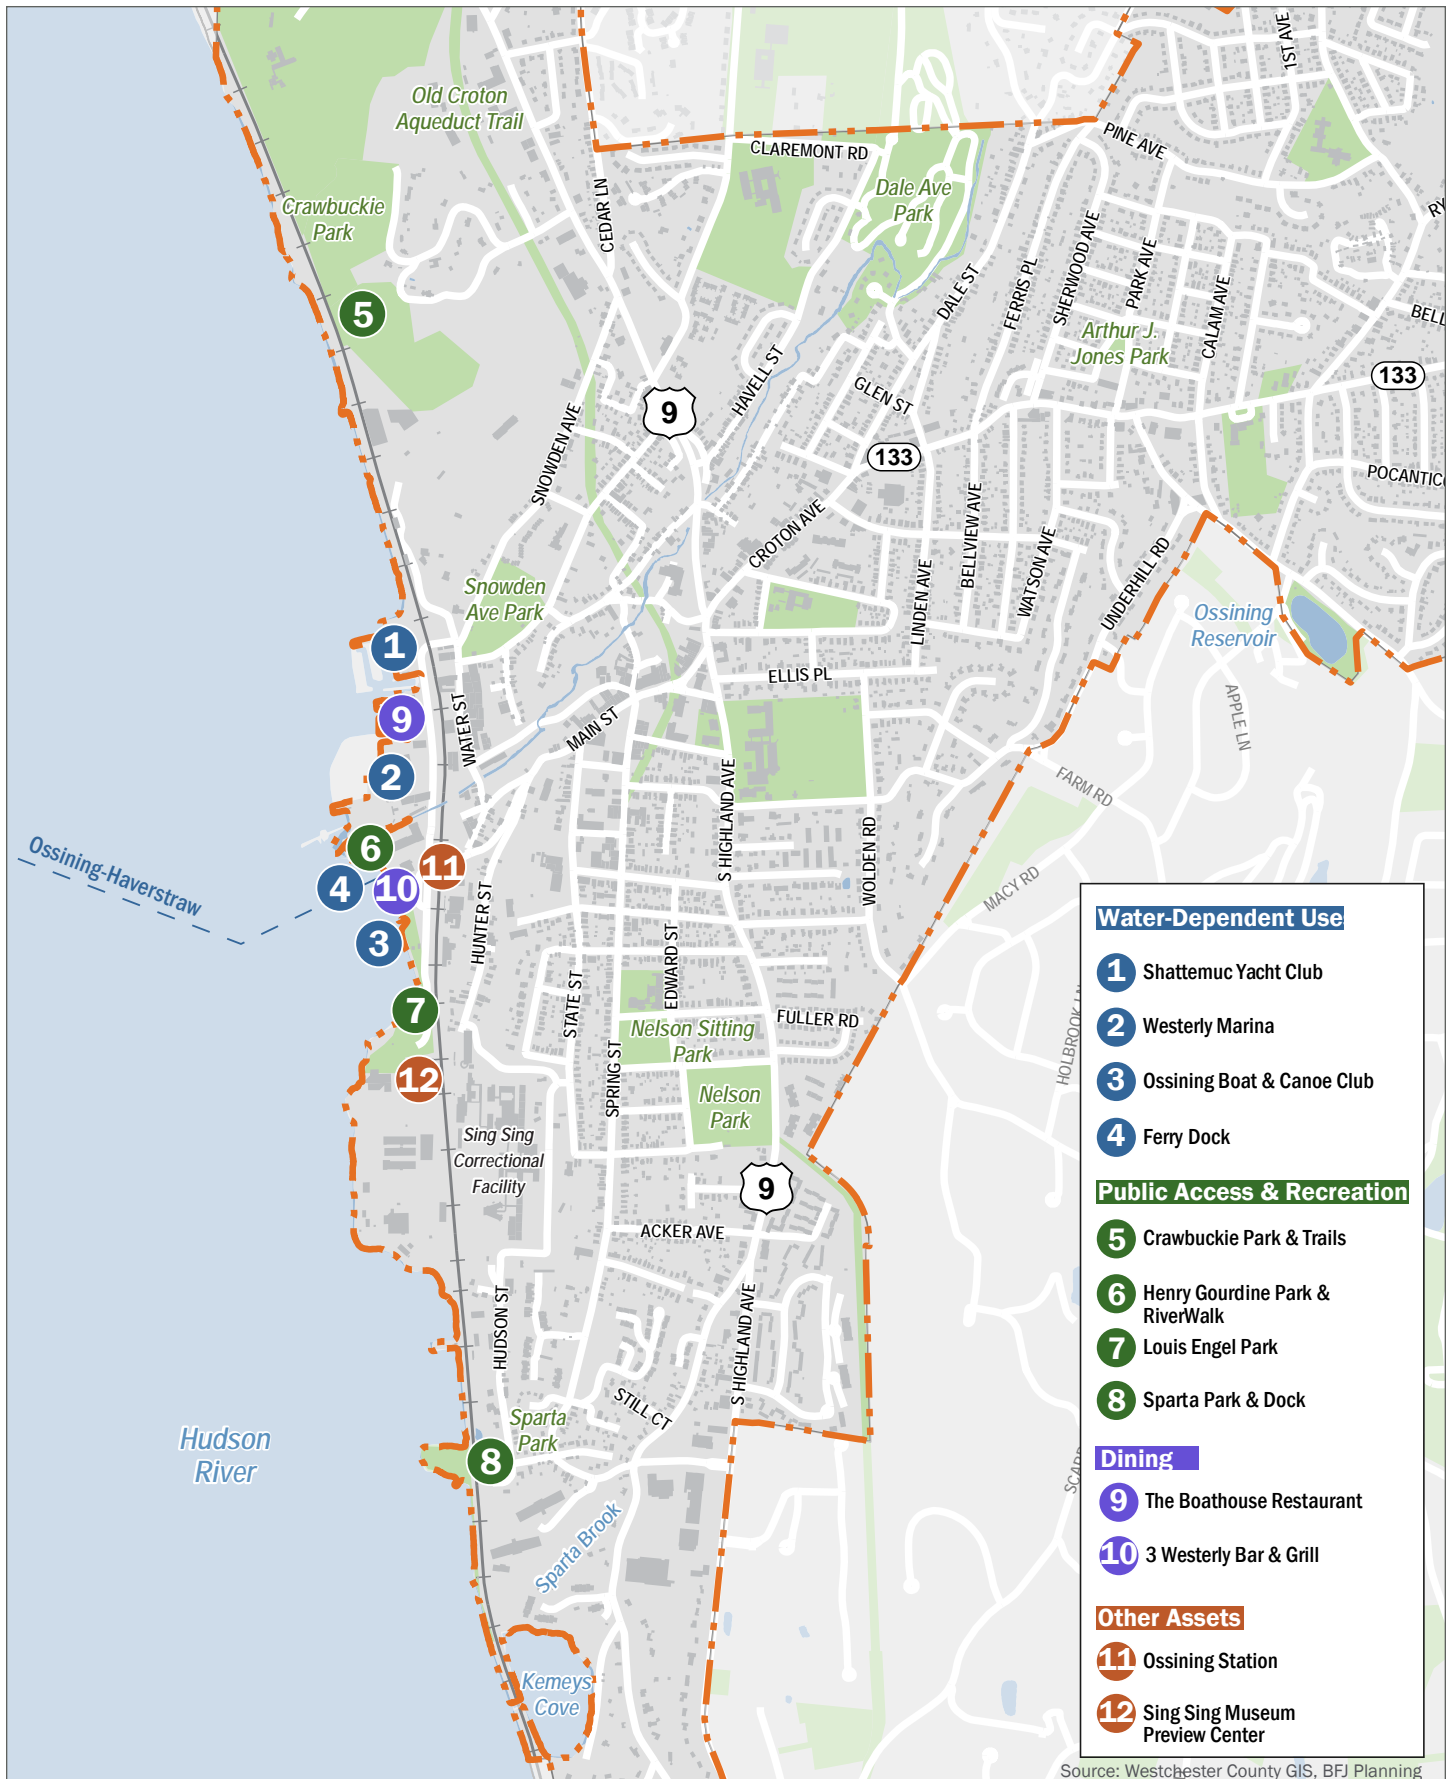 1ST AVE
Old Croton
Aqueduct Trail
PINE AVE
CLAREMONT RD
Dale Ave
Park
CEDAR LN
Crawbuckie
Park
SHERWOOD AVE
PARK AVE
FERRIS PL
DALE ST
CALAM AVE
5
Arthur J.
Jones Park
133
HAVELL ST
GLEN ST
9
SNOWDEN AVE
133
POCANTICO
CROTON AVE
BELLVIEW AVE
WATSON AVE
UNDERHILL RD
LINDEN AVE
Snowden
Ave Park
Ossining
Reservoir
1
ELLIS PL
APPLE LN
9
WATER ST
MAIN ST
2
S HIGHLAND AVE
FARM RD
WOLDEN RD
Ossining-Haverstraw
6
11
4
10
MACY RD
3
HUNTER ST
EDWARD ST
STATE ST
7
FULLER RD
Nelson Sitting
Park
HOLBROOK LN
SPRING ST
12
Nelson
Park
Sing Sing
Correctional
Facility
9
ACKER AVE
HUDSON ST
S HIGHLAND AVE
STILL CT
Sparta
Park
Hudson
River
8
Sparta Brook
Kemeys
Cove
Water-Dependent Use
1 Shattemuc Yacht Club
2 Westerly Marina
3 Ossining Boat & Canoe Club
4 Ferry Dock
Public Access & Recreation
5 Crawbuckie Park & Trails
6 Henry Gourdine Park &
RiverWalk
7 Louis Engel Park
8 Sparta Park & Dock
Dining
9 The Boathouse Restaurant
10 3 Westerly Bar & Grill
Other Assets
11 Ossining Station
12 Sing Sing Museum
Preview Center
Source: Westchester County GIS, BFJ Planning